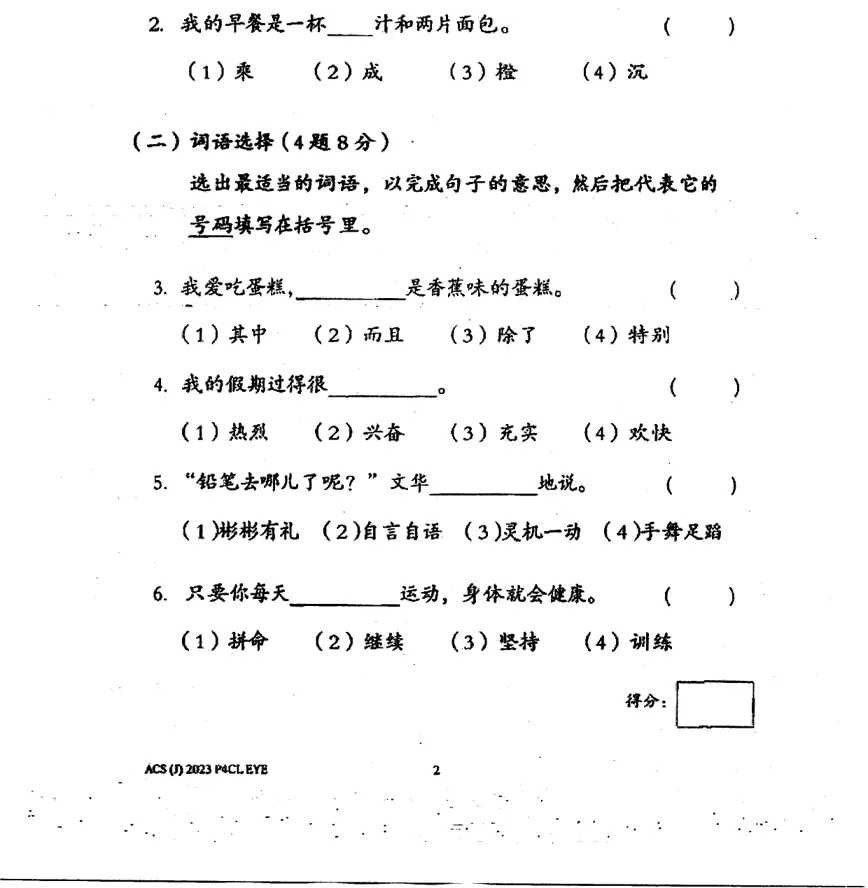 2. 我的早餐是一杯____汁和两片面包。 ( )
(1)乘 (2)成 (3)橙 (4)沉
(二)词语选择(4题8分)
选出最适当的词语，以完成句子的意思，然后把代表它的
号码填写在括号里。
3. 我爱吃蛋糕，__________是香蕉味的蛋糕。 ( )
(1)其中 (2)而且 (3)除了 (4)特别
4. 我的假期过得很__________。 ( )
(1)热烈 (2)兴奋 (3)充实 (4)欢快
5. “铅笔去哪儿了呢？”文华__________地说。 ( )
(1)彬彬有礼 (2)自言自语 (3)灵机一动 (4)手舞足蹈
6. 只要你每天__________运动，身体就会健康。 ( )
(1)拼命 (2)继续 (3)坚持 (4)训练
得分：
ACS (J) 2023 P4CL EYE 2